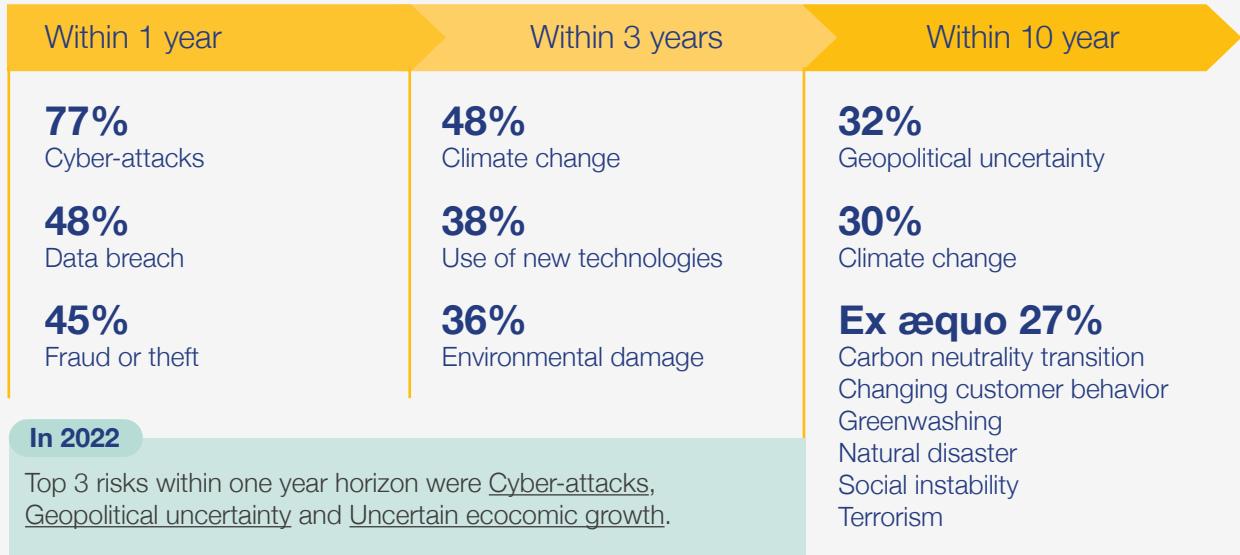 Within 1 year
Within 3 years
Within 10 year
77%
Cyber-attacks
48%
Data breach
45%
Fraud or theft
48%
Climate change
38%
Use of new technologies
36%
Environmental damage
32%
Geopolitical uncertainty
30%
Climate change
Ex æquo 27%
Carbon neutrality transition
Changing customer behavior
Greenwashing
Natural disaster
Social instability
Terrorism
In 2022
Top 3 risks within one year horizon were Cyber-attacks,
Geopolitical uncertainty and Uncertain ecocomic growth.